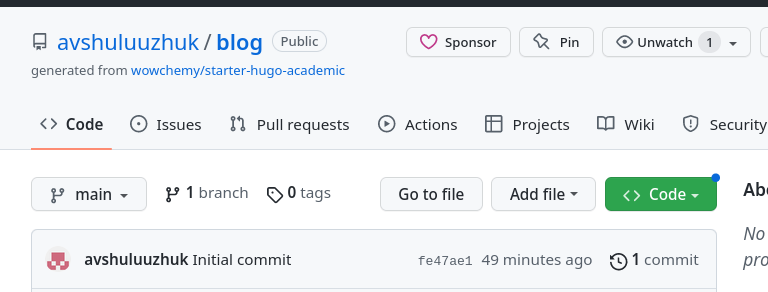 avshuluuzhuk / blog Public Sponsor Pin Unwatch 1
generated from wowchemy/starter-hugo-academic
Code Issues Pull requests Actions Projects Wiki Security
main 1 branch 0 tags Go to file Add file Code
No
avshuluuzhuk Initial commit fe47ae1 49 minutes ago 1 commit